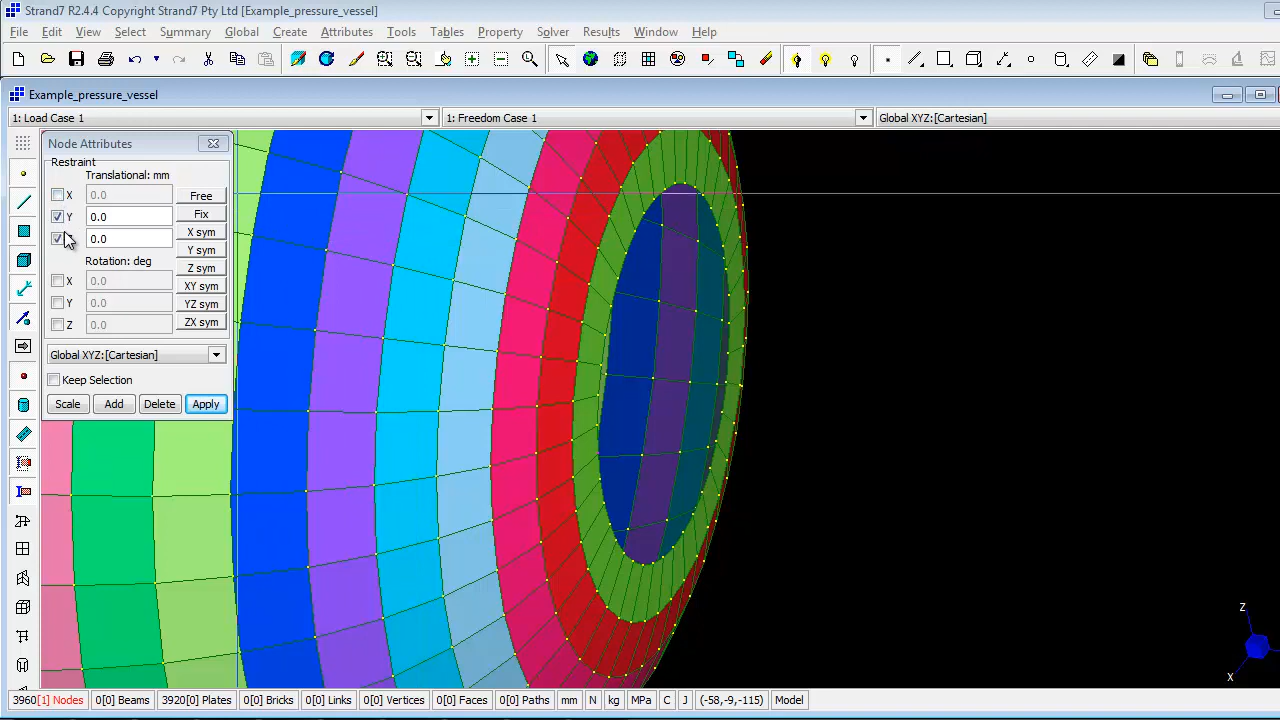 Strand7 R2.4.4 Copyright Strand7 Pty Ltd [Example_pressure_vessel]
File Edit View Select Summary Global Create Attributes Tools Tables Property Solver Results Window Help
Example_pressure_vessel
1: Load Case 1 1: Freedom Case 1 Global XYZ:[Cartesian]
Node Attributes
Restraint
Translational: mm
X 0.0 Free
Y 0.0 Fix
0.0 X sym
Rotation: deg Y sym
Z sym
X 0.0 XY sym
Y 0.0 YZ sym
Z 0.0 ZX sym
Global XYZ:[Cartesian]
Keep Selection
Scale Add Delete Apply
Z
X
3960[1] Nodes 0[0] Beams 3920[0] Plates 0[0] Bricks 0[0] Links 0[0] Vertices 0[0] Faces 0[0] Paths mm N kg MPa C J (-58,-9,-115) Model